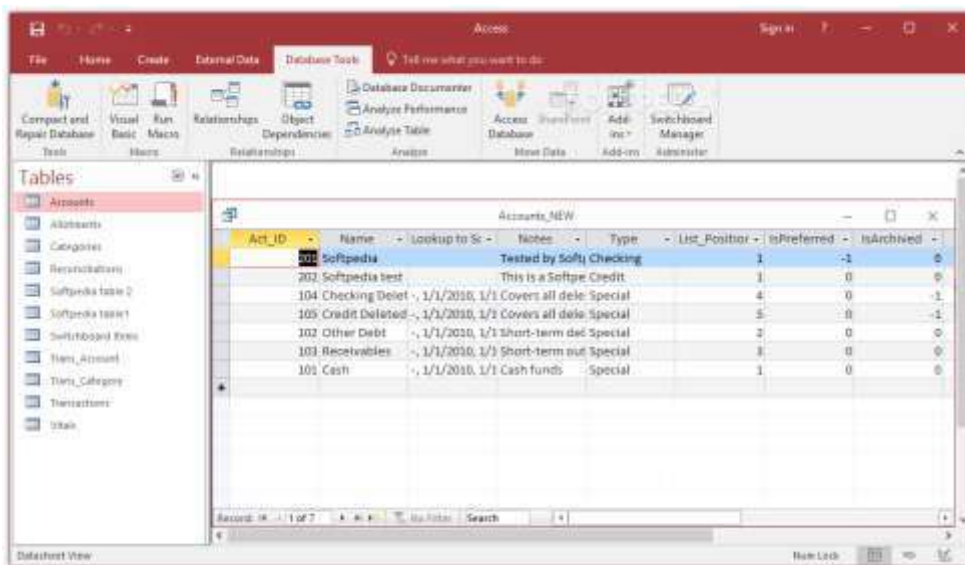 Access
Sign in ?
File Home Create External Data Database Tools Tell me what you want to do
Compact and Repair Database
Visual Basic
Run Macro
Relationships
Object Dependencies
Database Documenter
Analyze Performance
Analyze Table
Access Database
SharePoint
Add-ins
Switchboard Manager
Tools Macro Relationships Analyze Move Data Add-ins Administer
Tables
Accounts
Allotments
Categories
Reconciliations
Softpedia table 2
Softpedia table1
Switchboard Items
Trans_Account
Trans_Category
Transactions
Vitals
Accounts_NEW
Act_ID Name Lookup to Sc Notes Type List_Position IsPreferred IsArchived
201 Softpedia Tested by Soft Checking 1 -1 0
202 Softpedia test This is a Softpe Credit 1 0 0
104 Checking Delet -, 1/1/2010, 1/1 Covers all dele Special 4 0 -1
105 Credit Deleted -, 1/1/2010, 1/1 Covers all dele Special 5 0 -1
102 Other Debt -, 1/1/2010, 1/1 Short-term del Special 2 0 0
103 Receivables -, 1/1/2010, 1/1 Short-term out Special 3 0 0
101 Cash -, 1/1/2010, 1/1 Cash funds Special 1 0 0
Record: 1 of 7 No Filter Search
Datasheet View
Num Lock